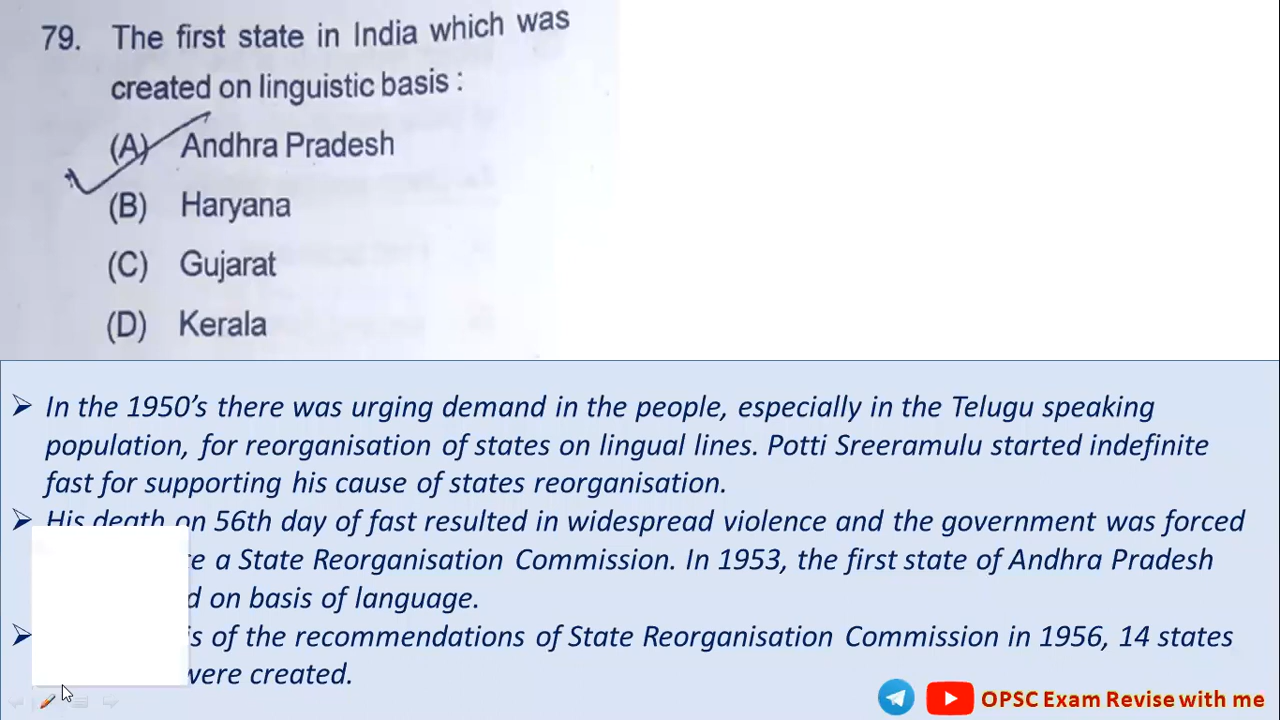 79. The first state in India which was
created on linguistic basis :
(A) Andhra Pradesh
(B) Haryana
(C) Gujarat
(D) Kerala
➢ In the 1950’s there was urging demand in the people, especially in the Telugu speaking
population, for reorganisation of states on lingual lines. Potti Sreeramulu started indefinite
fast for supporting his cause of states reorganisation.
➢ His death on 56th day of fast resulted in widespread violence and the government was forced
a State Reorganisation Commission. In 1953, the first state of Andhra Pradesh
on basis of language.
➢ of the recommendations of State Reorganisation Commission in 1956, 14 states
were created.
OPSC Exam Revise with me